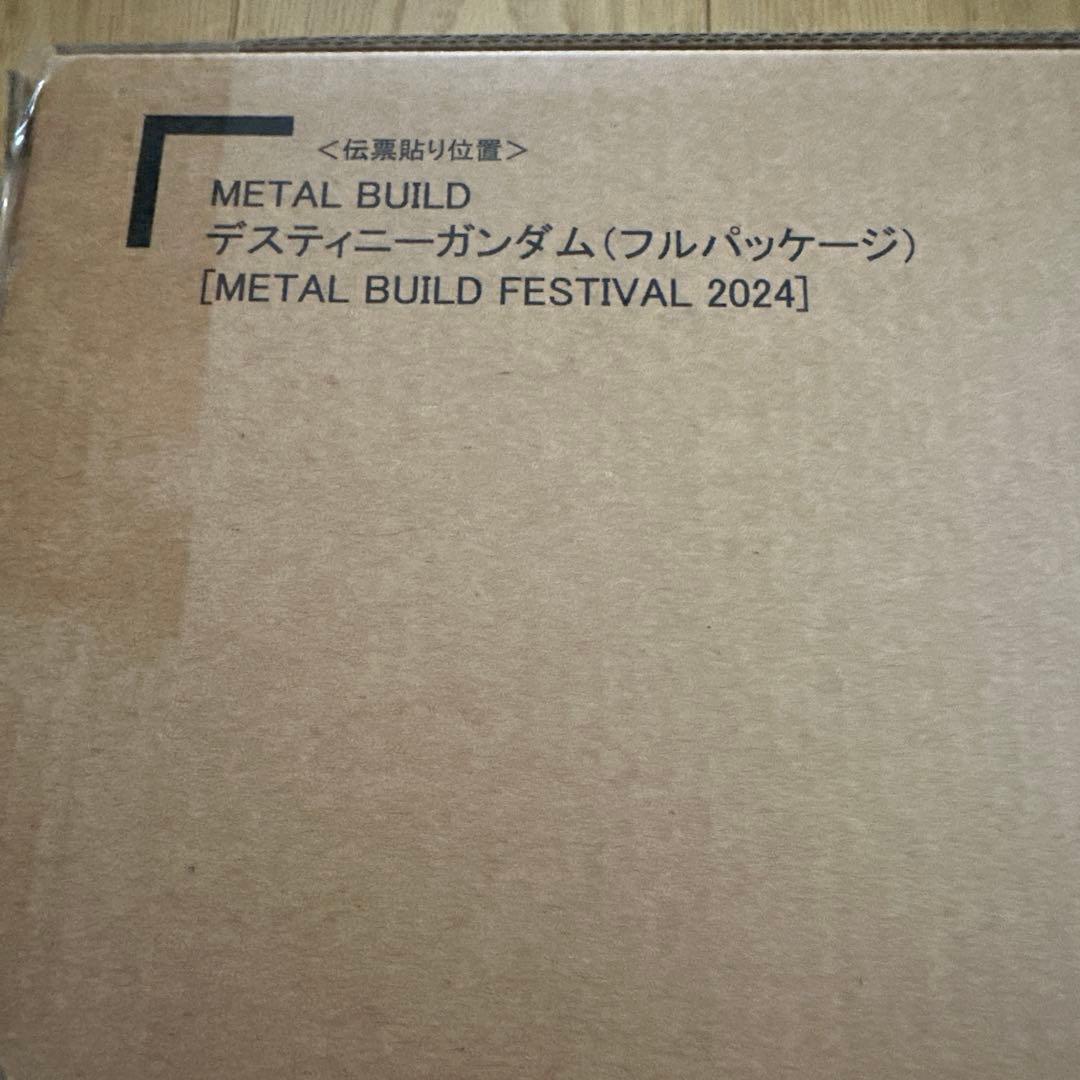 ＜伝票貼り位置＞
METAL BUILD
デスティニーガンダム（フルパッケージ）
[METAL BUILD FESTIVAL 2024]